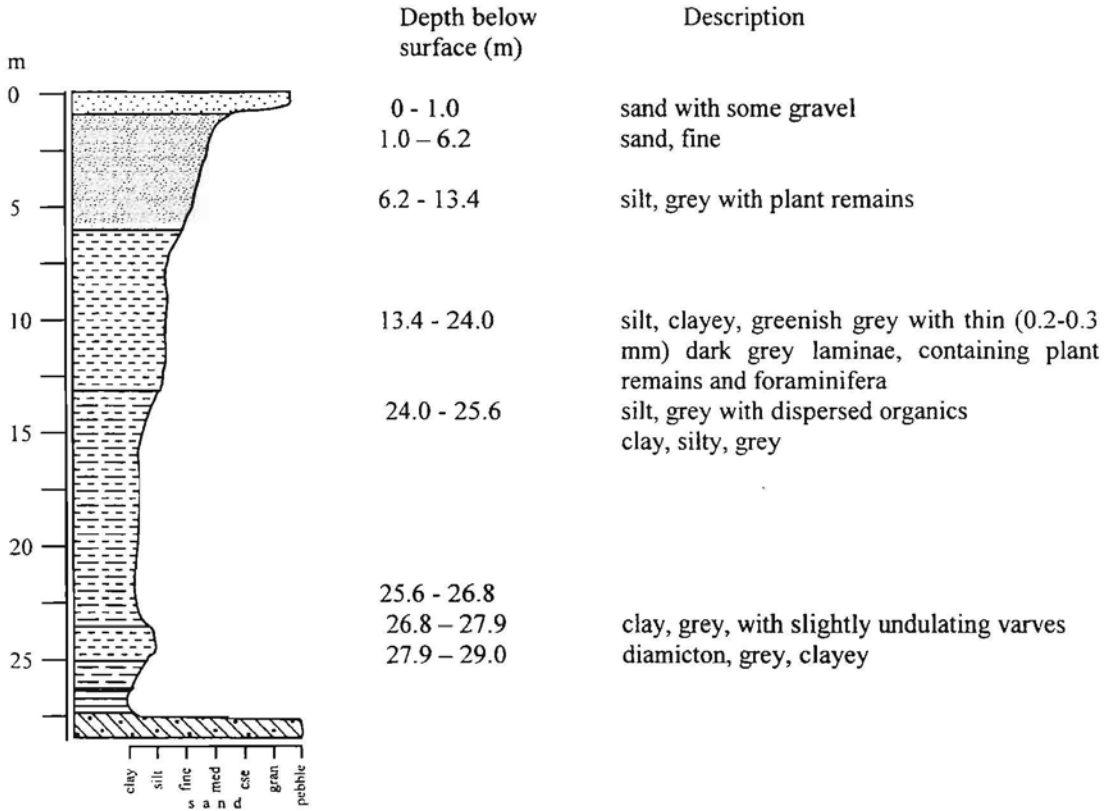 Depth below
surface (m)
Description
m
0
5
10
15
20
25
0 - 1.0 sand with some gravel
1.0 – 6.2 sand, fine
6.2 - 13.4 silt, grey with plant remains
13.4 - 24.0 silt, clayey, greenish grey with thin (0.2-0.3
mm) dark grey laminae, containing plant
remains and foraminifera
24.0 - 25.6 silt, grey with dispersed organics
clay, silty, grey
25.6 - 26.8
26.8 – 27.9 clay, grey, with slightly undulating varves
27.9 – 29.0 diamicton, grey, clayey
clay
silt
fine
med
cse
gran
pebble
sand